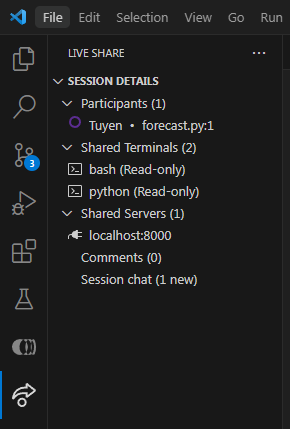 File Edit Selection View Go Run
LIVE SHARE
SESSION DETAILS
Participants (1)
Tuyen • forecast.py:1
Shared Terminals (2)
bash (Read-only)
python (Read-only)
Shared Servers (1)
localhost:8000
Comments (0)
Session chat (1 new)
3